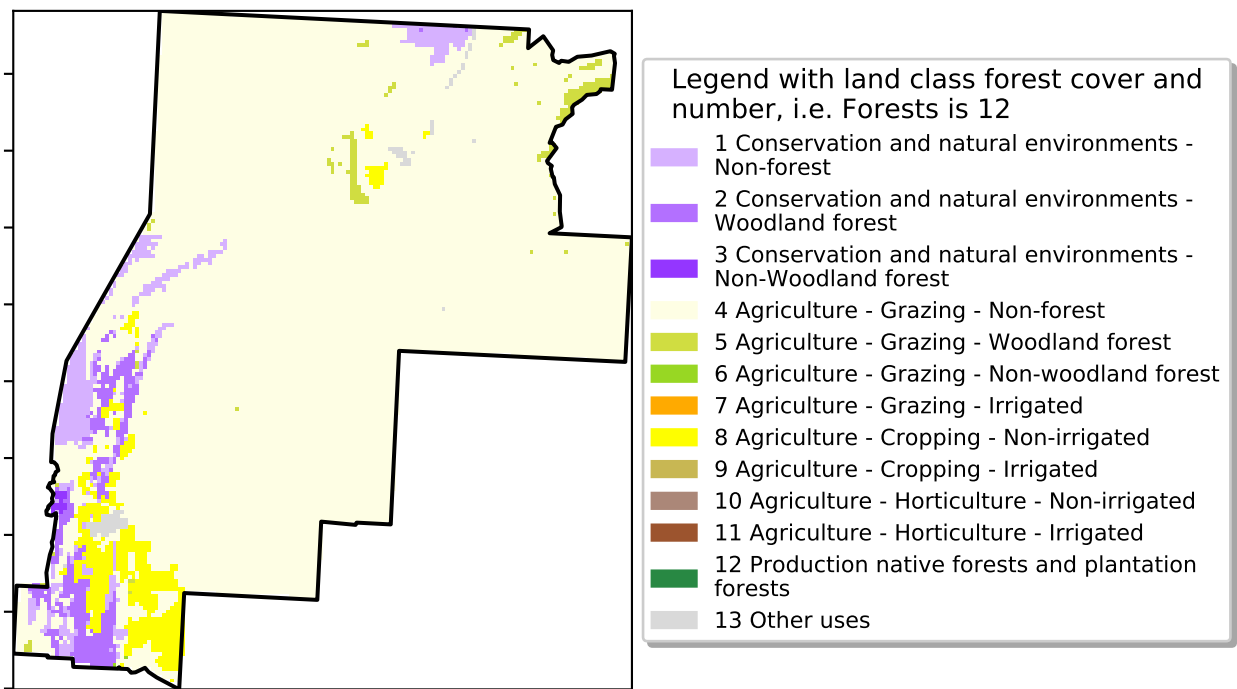 Legend with land class forest cover and
number, i.e. Forests is 12
1 Conservation and natural environments -
Non-forest
2 Conservation and natural environments -
Woodland forest
3 Conservation and natural environments -
Non-Woodland forest
4 Agriculture - Grazing - Non-forest
5 Agriculture - Grazing - Woodland forest
6 Agriculture - Grazing - Non-woodland forest
7 Agriculture - Grazing - Irrigated
8 Agriculture - Cropping - Non-irrigated
9 Agriculture - Cropping - Irrigated
10 Agriculture - Horticulture - Non-irrigated
11 Agriculture - Horticulture - Irrigated
12 Production native forests and plantation
forests
13 Other uses